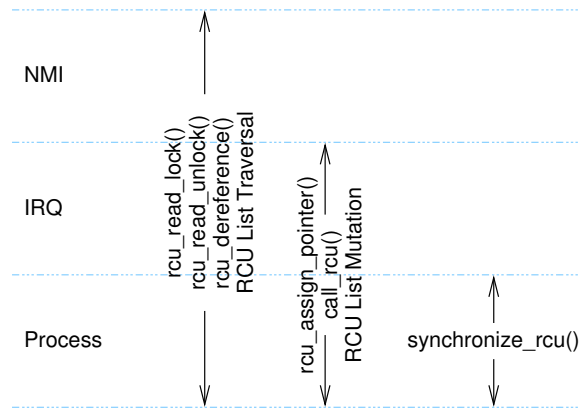 NMI
rcu_read_lock()
rcu_read_unlock()
rcu_dereference()
RCU List Traversal
IRQ
rcu_assign_pointer()
call_rcu()
RCU List Mutation
Process
synchronize_rcu()